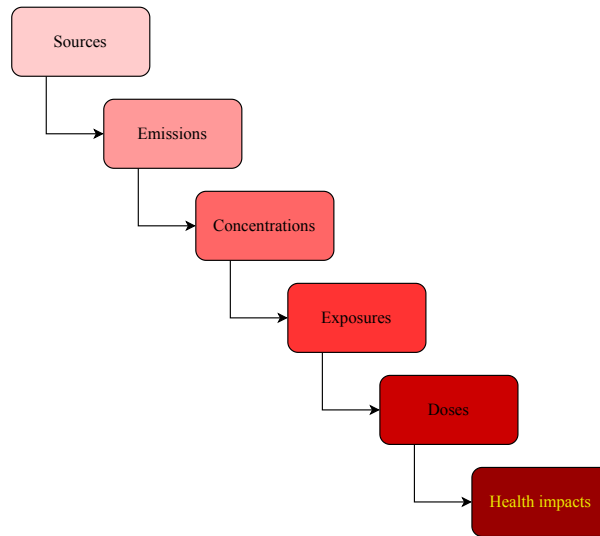 Sources
Emissions
Concentrations
Exposures
Doses
Health impacts